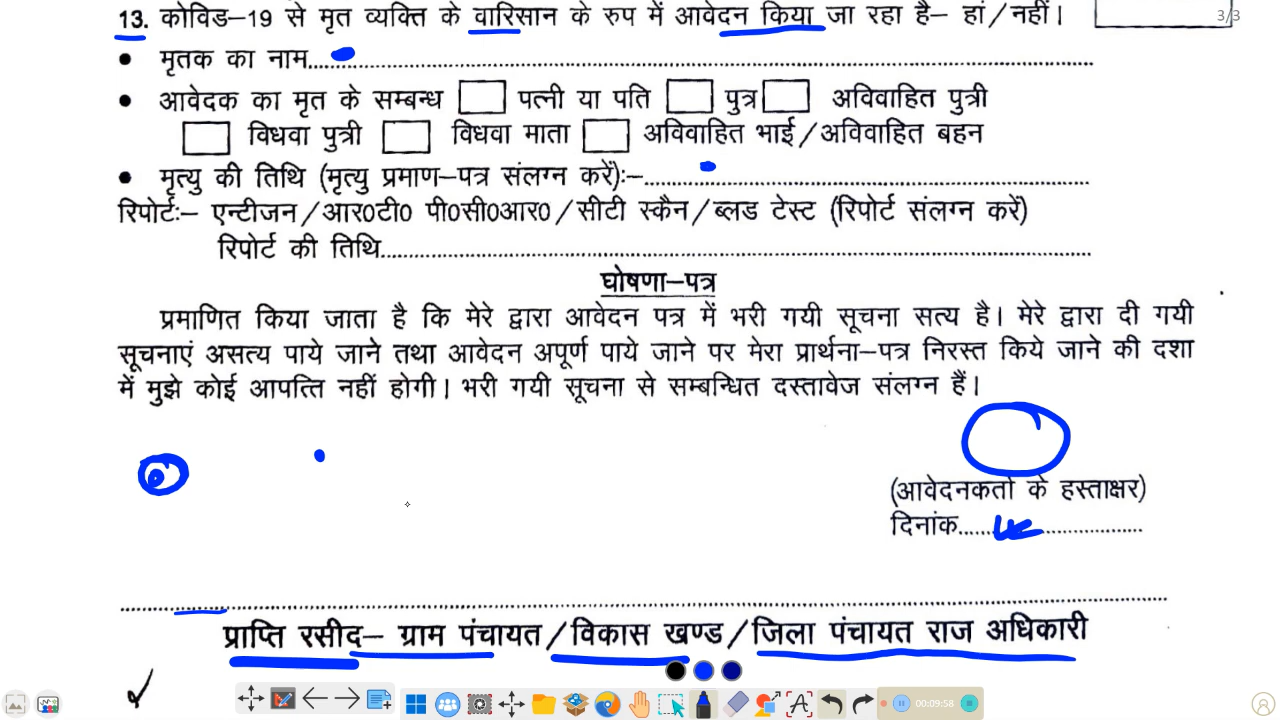 3/3
13. कोविड–19 से मृत व्यक्ति के वारिसान के रुप में आवेदन किया जा रहा है– हां/नहीं।
• मृतक का नाम....................
• आवेदक का मृत के सम्बन्ध पत्नी या पति पुत्र अविवाहित पुत्री
विधवा पुत्री विधवा माता अविवाहित भाई/अविवाहित बहन
• मृत्यु की तिथि (मृत्यु प्रमाण–पत्र संलग्न करें):–....................
रिपोर्टः– एन्टीजन/आर0टी0 पी0सी0आर0/सीटी स्कैन/ब्लड टेस्ट (रिपोर्ट संलग्न करें)
रिपोर्ट की तिथि....................
घोषणा–पत्र
प्रमाणित किया जाता है कि मेरे द्वारा आवेदन पत्र में भरी गयी सूचना सत्य है। मेरे द्वारा दी गयी
सूचनाएं असत्य पाये जाने तथा आवेदन अपूर्ण पाये जाने पर मेरा प्रार्थना–पत्र निरस्त किये जाने की दशा
में मुझे कोई आपत्ति नहीं होगी। भरी गयी सूचना से सम्बन्धित दस्तावेज संलग्न हैं।
(आवेदनकर्ता के हस्ताक्षर)
दिनांक....................
प्राप्ति रसीद– ग्राम पंचायत/विकास खण्ड/जिला पंचायत राज अधिकारी
00:09:58